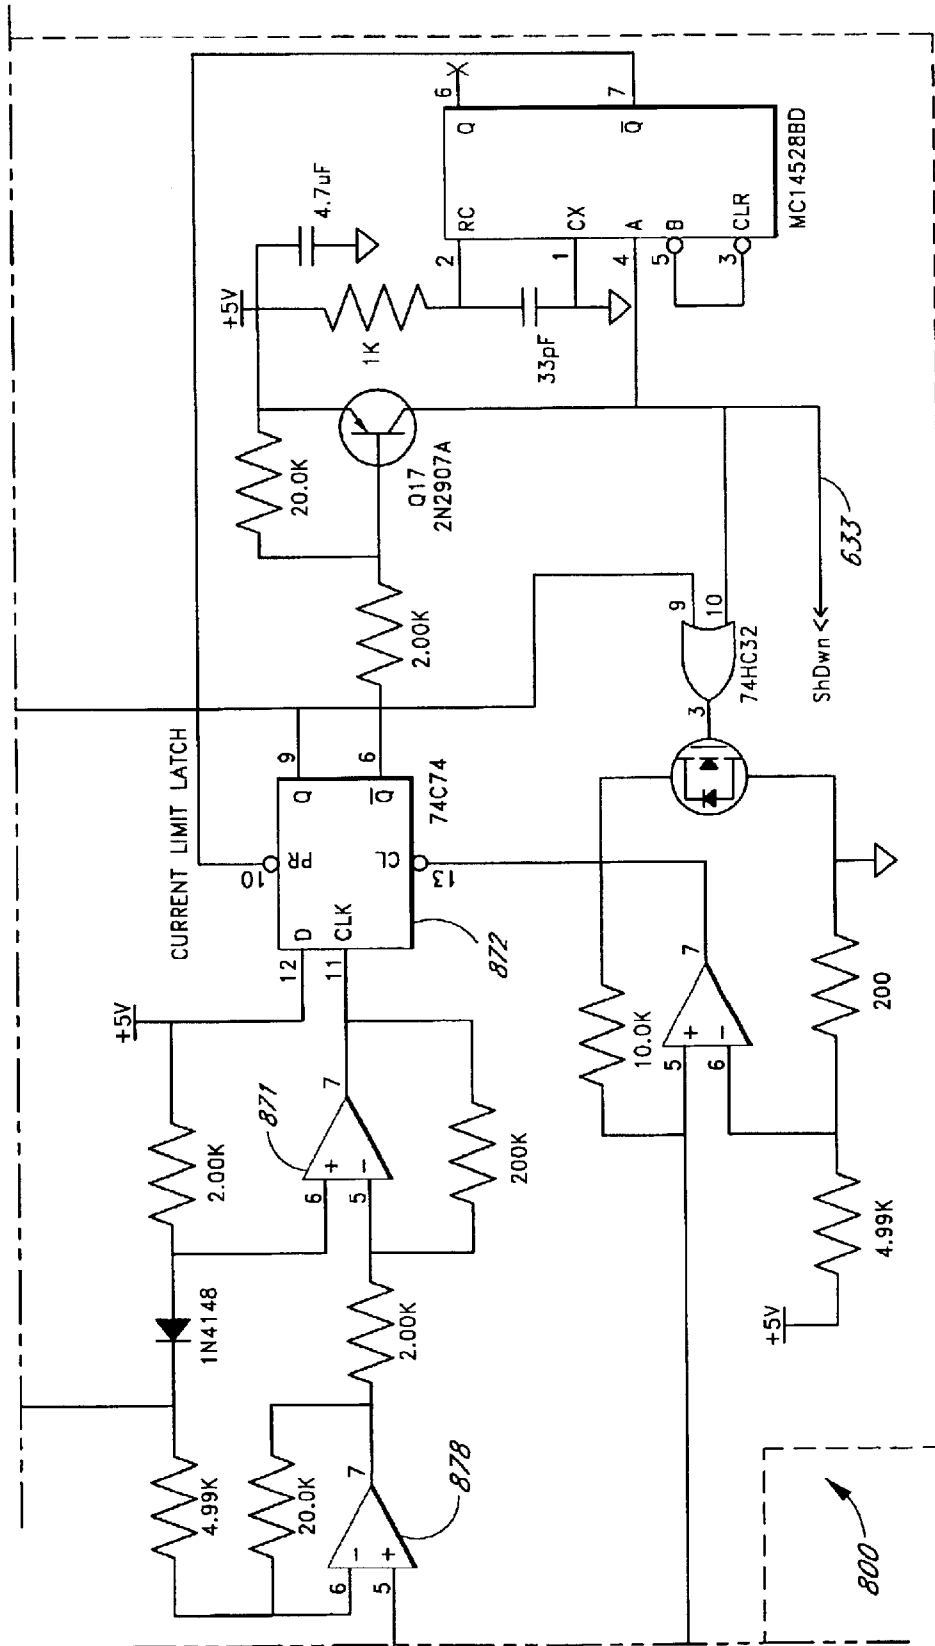 CURRENT LIMIT LATCH
+5V
2.00K
1N4148
4.99K
20.0K
6
5
7
878
2.00K
871
6
5
7
200K
12
11
D
CLK
10
PR
CL
13
Q
Q
9
6
74C74
872
2.00K
20.0K
Q17
2N2907A
+5V
4.7uF
1K
33pF
2
1
4
5
3
RC
CX
A
B
CLR
Q
Q
6
7
MC14528BD
9
10
3
74HC32
ShDwn
633
10.0K
5
6
7
200
4.99K
+5V
800